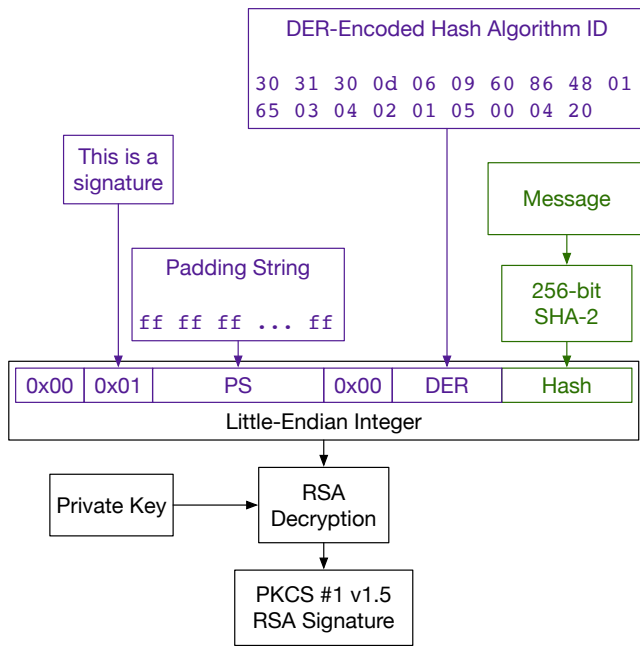 DER-Encoded Hash Algorithm ID
30 31 30 0d 06 09 60 86 48 01
65 03 04 02 01 05 00 04 20
This is a
signature
Message
Padding String
ff ff ff ... ff
256-bit
SHA-2
0x00 0x01 PS 0x00 DER Hash
Little-Endian Integer
Private Key
RSA
Decryption
PKCS #1 v1.5
RSA Signature